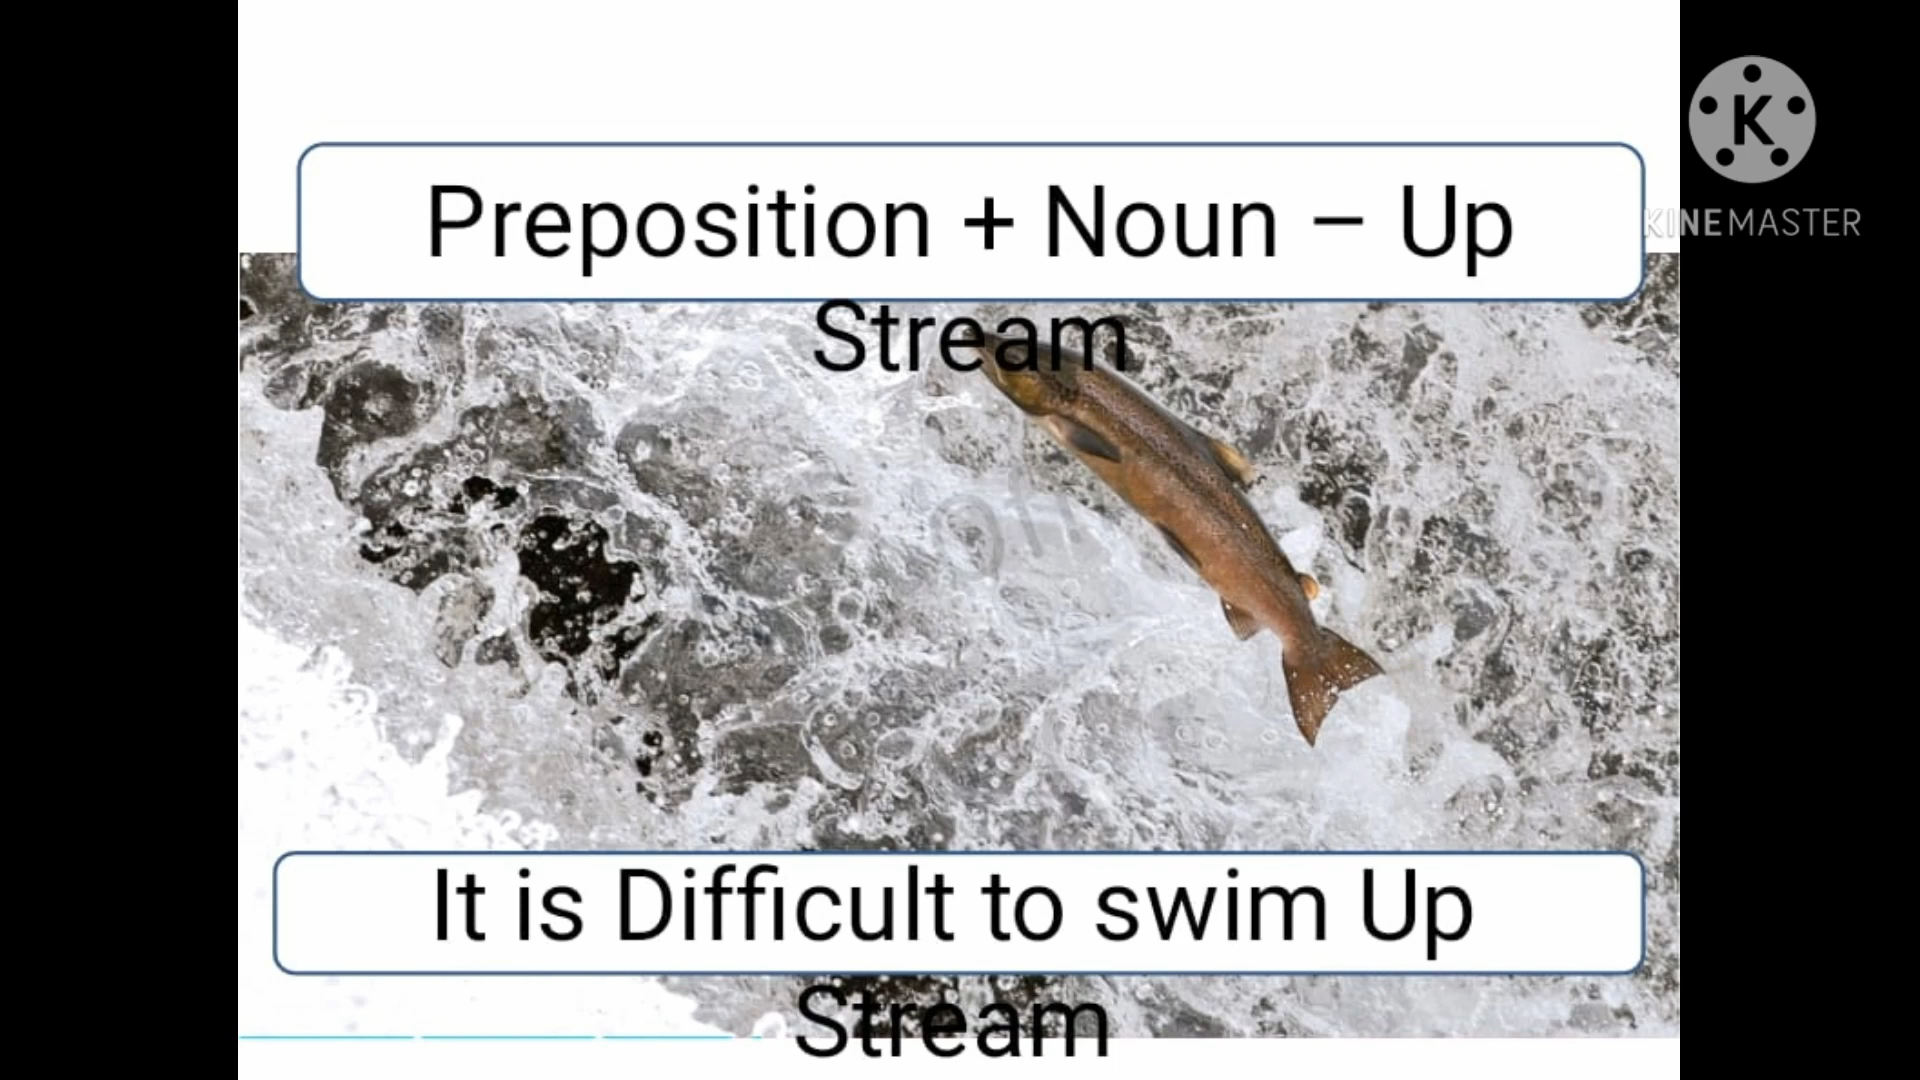 Preposition + Noun – Up
Stream
K
KINEMASTER
It is Difficult to swim Up
Stream